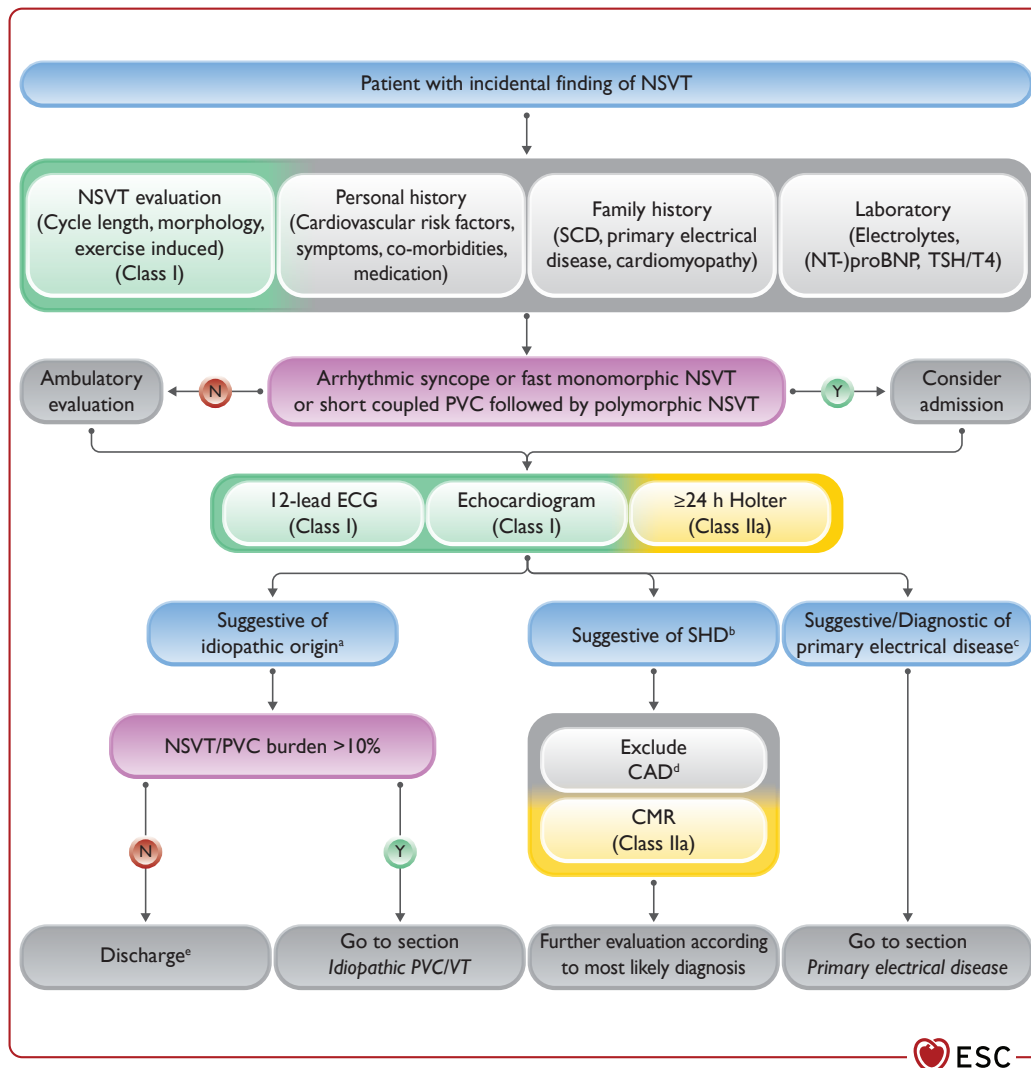 Patient with incidental finding of NSVT
NSVT evaluation
(Cycle length, morphology,
exercise induced)
(Class I)
Personal history
(Cardiovascular risk factors,
symptoms, co-morbidities,
medication)
Family history
(SCD, primary electrical
disease, cardiomyopathy)
Laboratory
(Electrolytes,
(NT-)proBNP, TSH/T4)
Ambulatory
evaluation
N
Arrhythmic syncope or fast monomorphic NSVT
or short coupled PVC followed by polymorphic NSVT
Y
Consider
admission
12-lead ECG
(Class I)
Echocardiogram
(Class I)
≥24 h Holter
(Class IIa)
Suggestive of
idiopathic originᵃ
Suggestive of SHDᵇ
Suggestive/Diagnostic of
primary electrical diseaseᶜ
NSVT/PVC burden >10%
Exclude
CADᵈ
CMR
(Class IIa)
N
Y
Dischargeᵉ
Go to section
Idiopathic PVC/VT
Further evaluation according
to most likely diagnosis
Go to section
Primary electrical disease
ESC